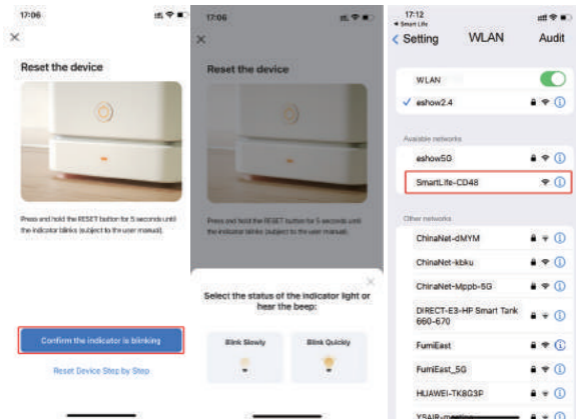 17:06
Reset the device
Press and hold the RESET button for 5 seconds until
the indicator blinks (subject to the user manual).
Confirm the indicator is blinking
Reset Device Step by Step
17:06
Reset the device
Press and hold the RESET button for 5 seconds until
the indicator blinks (subject to the user manual).
Select the status of the indicator light or
hear the beep:
Blink Slowly
Blink Quickly
17:12
Smart Life
Setting WLAN Audit
WLAN
eshow2.4
Available networks
eshow5G
SmartLife-CD48
Other networks
ChinaNet-dMYM
ChinaNet-kbku
ChinaNet-Mppb-5G
DIRECT-E3-HP Smart Tank
660-670
FumiEast
FumiEast_5G
HUAWEI-TK8G3P